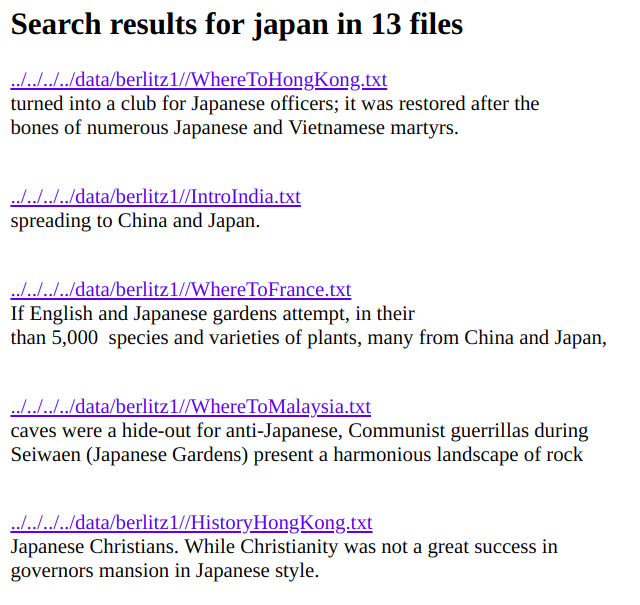 Search results for japan in 13 files
../../../../data/berlitz1//WhereToHongKong.txt
turned into a club for Japanese officers; it was restored after the
bones of numerous Japanese and Vietnamese martyrs.
../../../../data/berlitz1//IntroIndia.txt
spreading to China and Japan.
../../../../data/berlitz1//WhereToFrance.txt
If English and Japanese gardens attempt, in their
than 5,000  species and varieties of plants, many from China and Japan,
../../../../data/berlitz1//WhereToMalaysia.txt
caves were a hide-out for anti-Japanese, Communist guerrillas during
Seiwaen (Japanese Gardens) present a harmonious landscape of rock
../../../../data/berlitz1//HistoryHongKong.txt
Japanese Christians. While Christianity was not a great success in
governors mansion in Japanese style.